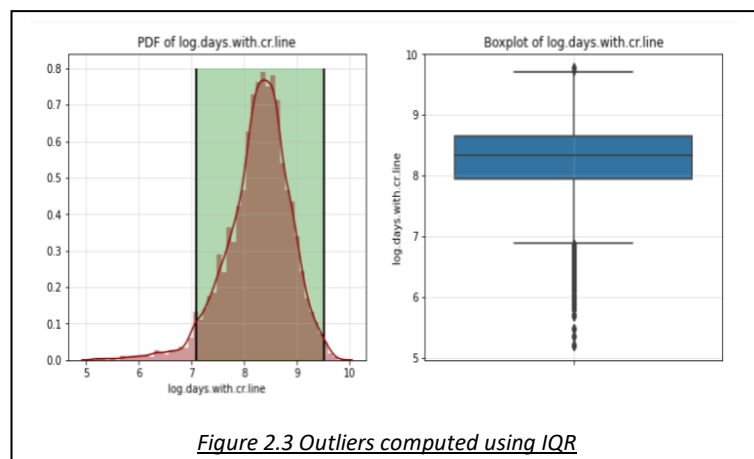 PDF of log.days.with.cr.line
0.8
0.7
0.6
0.5
0.4
0.3
0.2
0.1
0.0
5 6 7 8 9 10
log.days.with.cr.line
Boxplot of log.days.with.cr.line
10
9
8
7
6
5
log.days.with.cr.line
Figure 2.3 Outliers computed using IQR